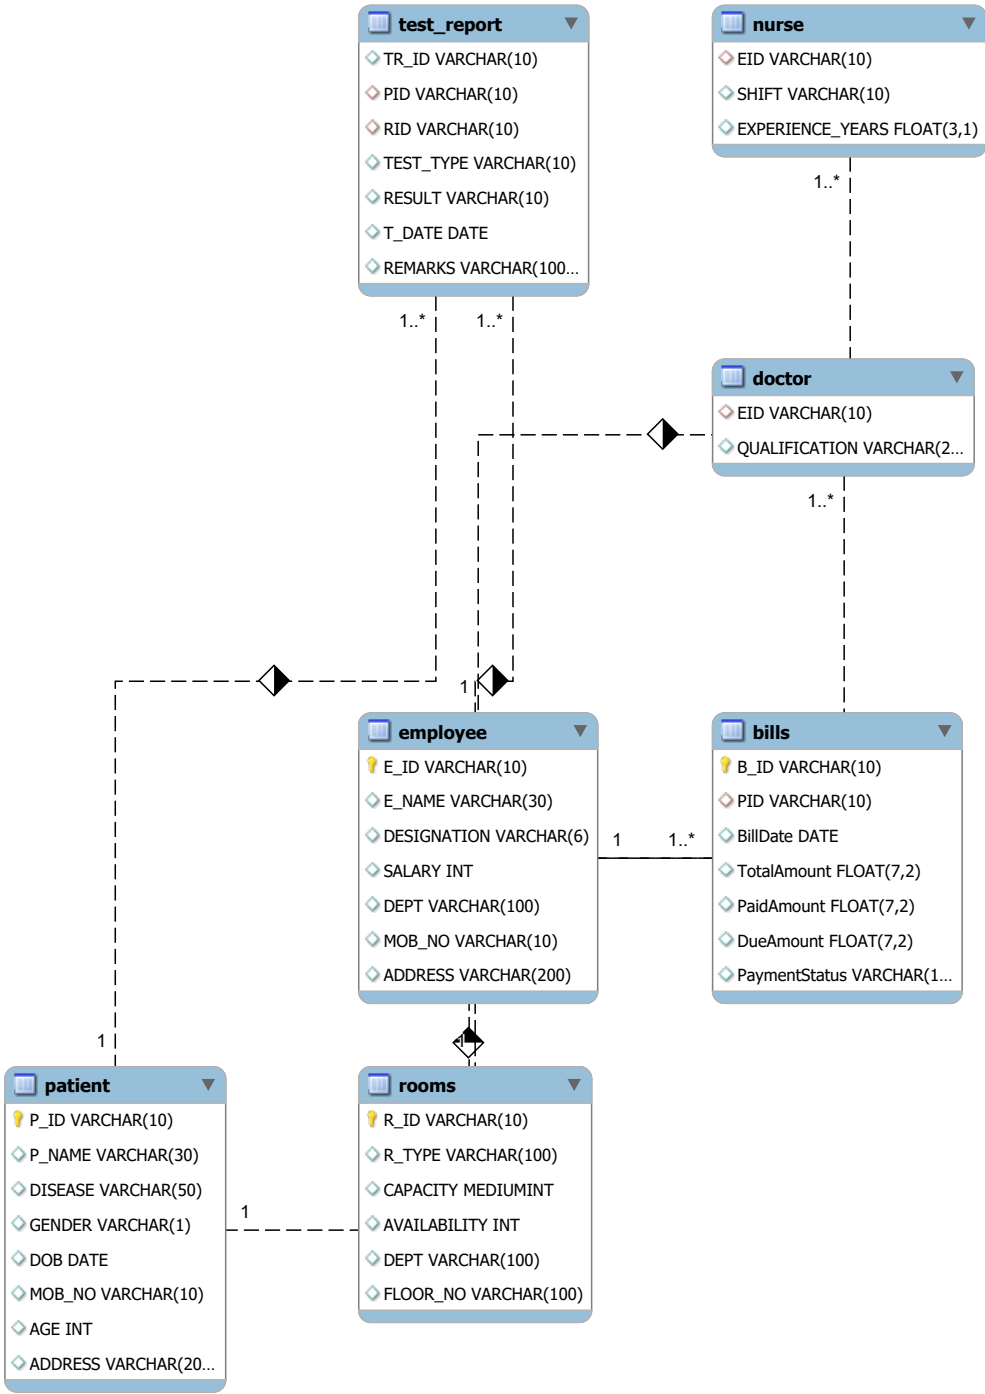 test_report
TR_ID VARCHAR(10)
PID VARCHAR(10)
RID VARCHAR(10)
TEST_TYPE VARCHAR(10)
RESULT VARCHAR(10)
T_DATE DATE
REMARKS VARCHAR(100...
nurse
EID VARCHAR(10)
SHIFT VARCHAR(10)
EXPERIENCE_YEARS FLOAT(3,1)
1..*
1..*
1..*
doctor
EID VARCHAR(10)
QUALIFICATION VARCHAR(2...
1..*
1
employee
E_ID VARCHAR(10)
E_NAME VARCHAR(30)
DESIGNATION VARCHAR(6)
SALARY INT
DEPT VARCHAR(100)
MOB_NO VARCHAR(10)
ADDRESS VARCHAR(200)
1
1..*
bills
B_ID VARCHAR(10)
PID VARCHAR(10)
BillDate DATE
TotalAmount FLOAT(7,2)
PaidAmount FLOAT(7,2)
DueAmount FLOAT(7,2)
PaymentStatus VARCHAR(1...
1
1
patient
P_ID VARCHAR(10)
P_NAME VARCHAR(30)
DISEASE VARCHAR(50)
GENDER VARCHAR(1)
DOB DATE
MOB_NO VARCHAR(10)
AGE INT
ADDRESS VARCHAR(20...
1
rooms
R_ID VARCHAR(10)
R_TYPE VARCHAR(100)
CAPACITY MEDIUMINT
AVAILABILITY INT
DEPT VARCHAR(100)
FLOOR_NO VARCHAR(100)